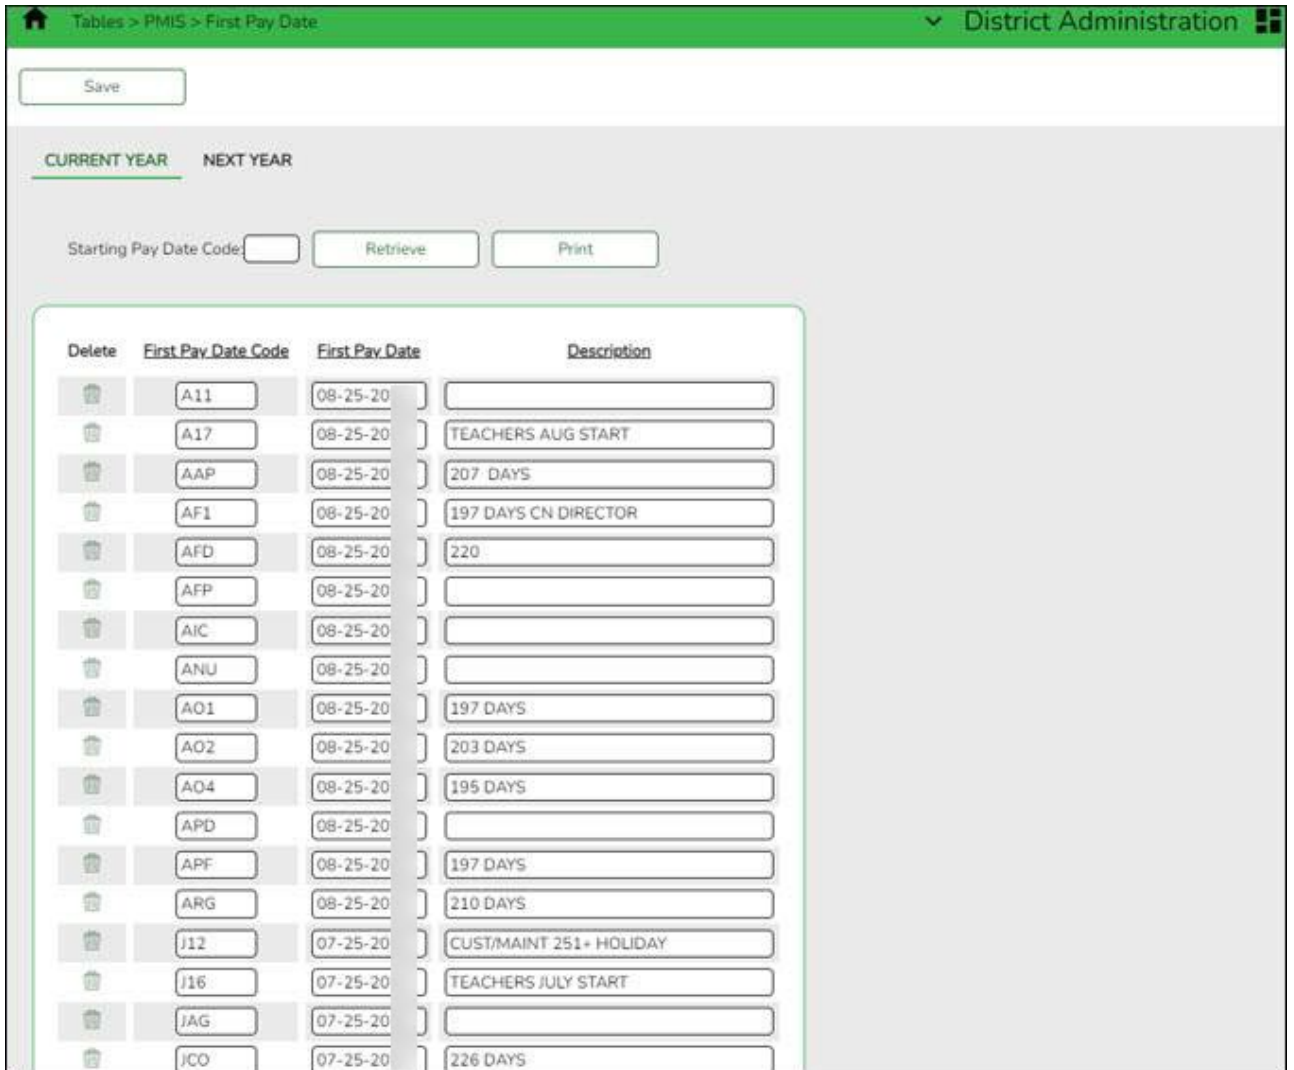 Tables > PMIS > First Pay Date District Administration
Save
CURRENT YEAR NEXT YEAR
Starting Pay Date Code: Retrieve Print
Delete First Pay Date Code First Pay Date Description
A11 08-25-20
A17 08-25-20 TEACHERS AUG START
AAP 08-25-20 207 DAYS
AF1 08-25-20 197 DAYS CN DIRECTOR
AFD 08-25-20 220
AFP 08-25-20
AIC 08-25-20
ANU 08-25-20
AO1 08-25-20 197 DAYS
AO2 08-25-20 203 DAYS
AO4 08-25-20 195 DAYS
APD 08-25-20
APF 08-25-20 197 DAYS
ARG 08-25-20 210 DAYS
J12 07-25-20 CUST/MAINT 251+ HOLIDAY
J16 07-25-20 TEACHERS JULY START
JAG 07-25-20
JCO 07-25-20 226 DAYS